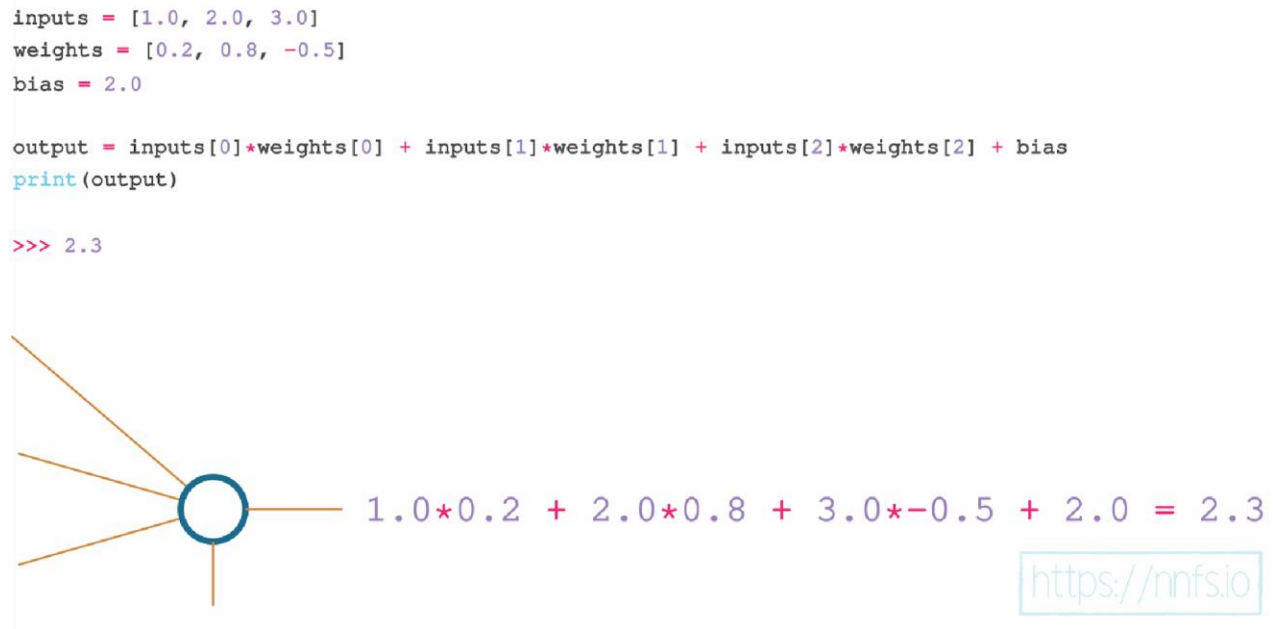 inputs = [1.0, 2.0, 3.0]
weights = [0.2, 0.8, -0.5]
bias = 2.0
output = inputs[0]*weights[0] + inputs[1]*weights[1] + inputs[2]*weights[2] + bias
print(output)
>>> 2.3
1.0*0.2 + 2.0*0.8 + 3.0*-0.5 + 2.0 = 2.3
https://nnfs.io